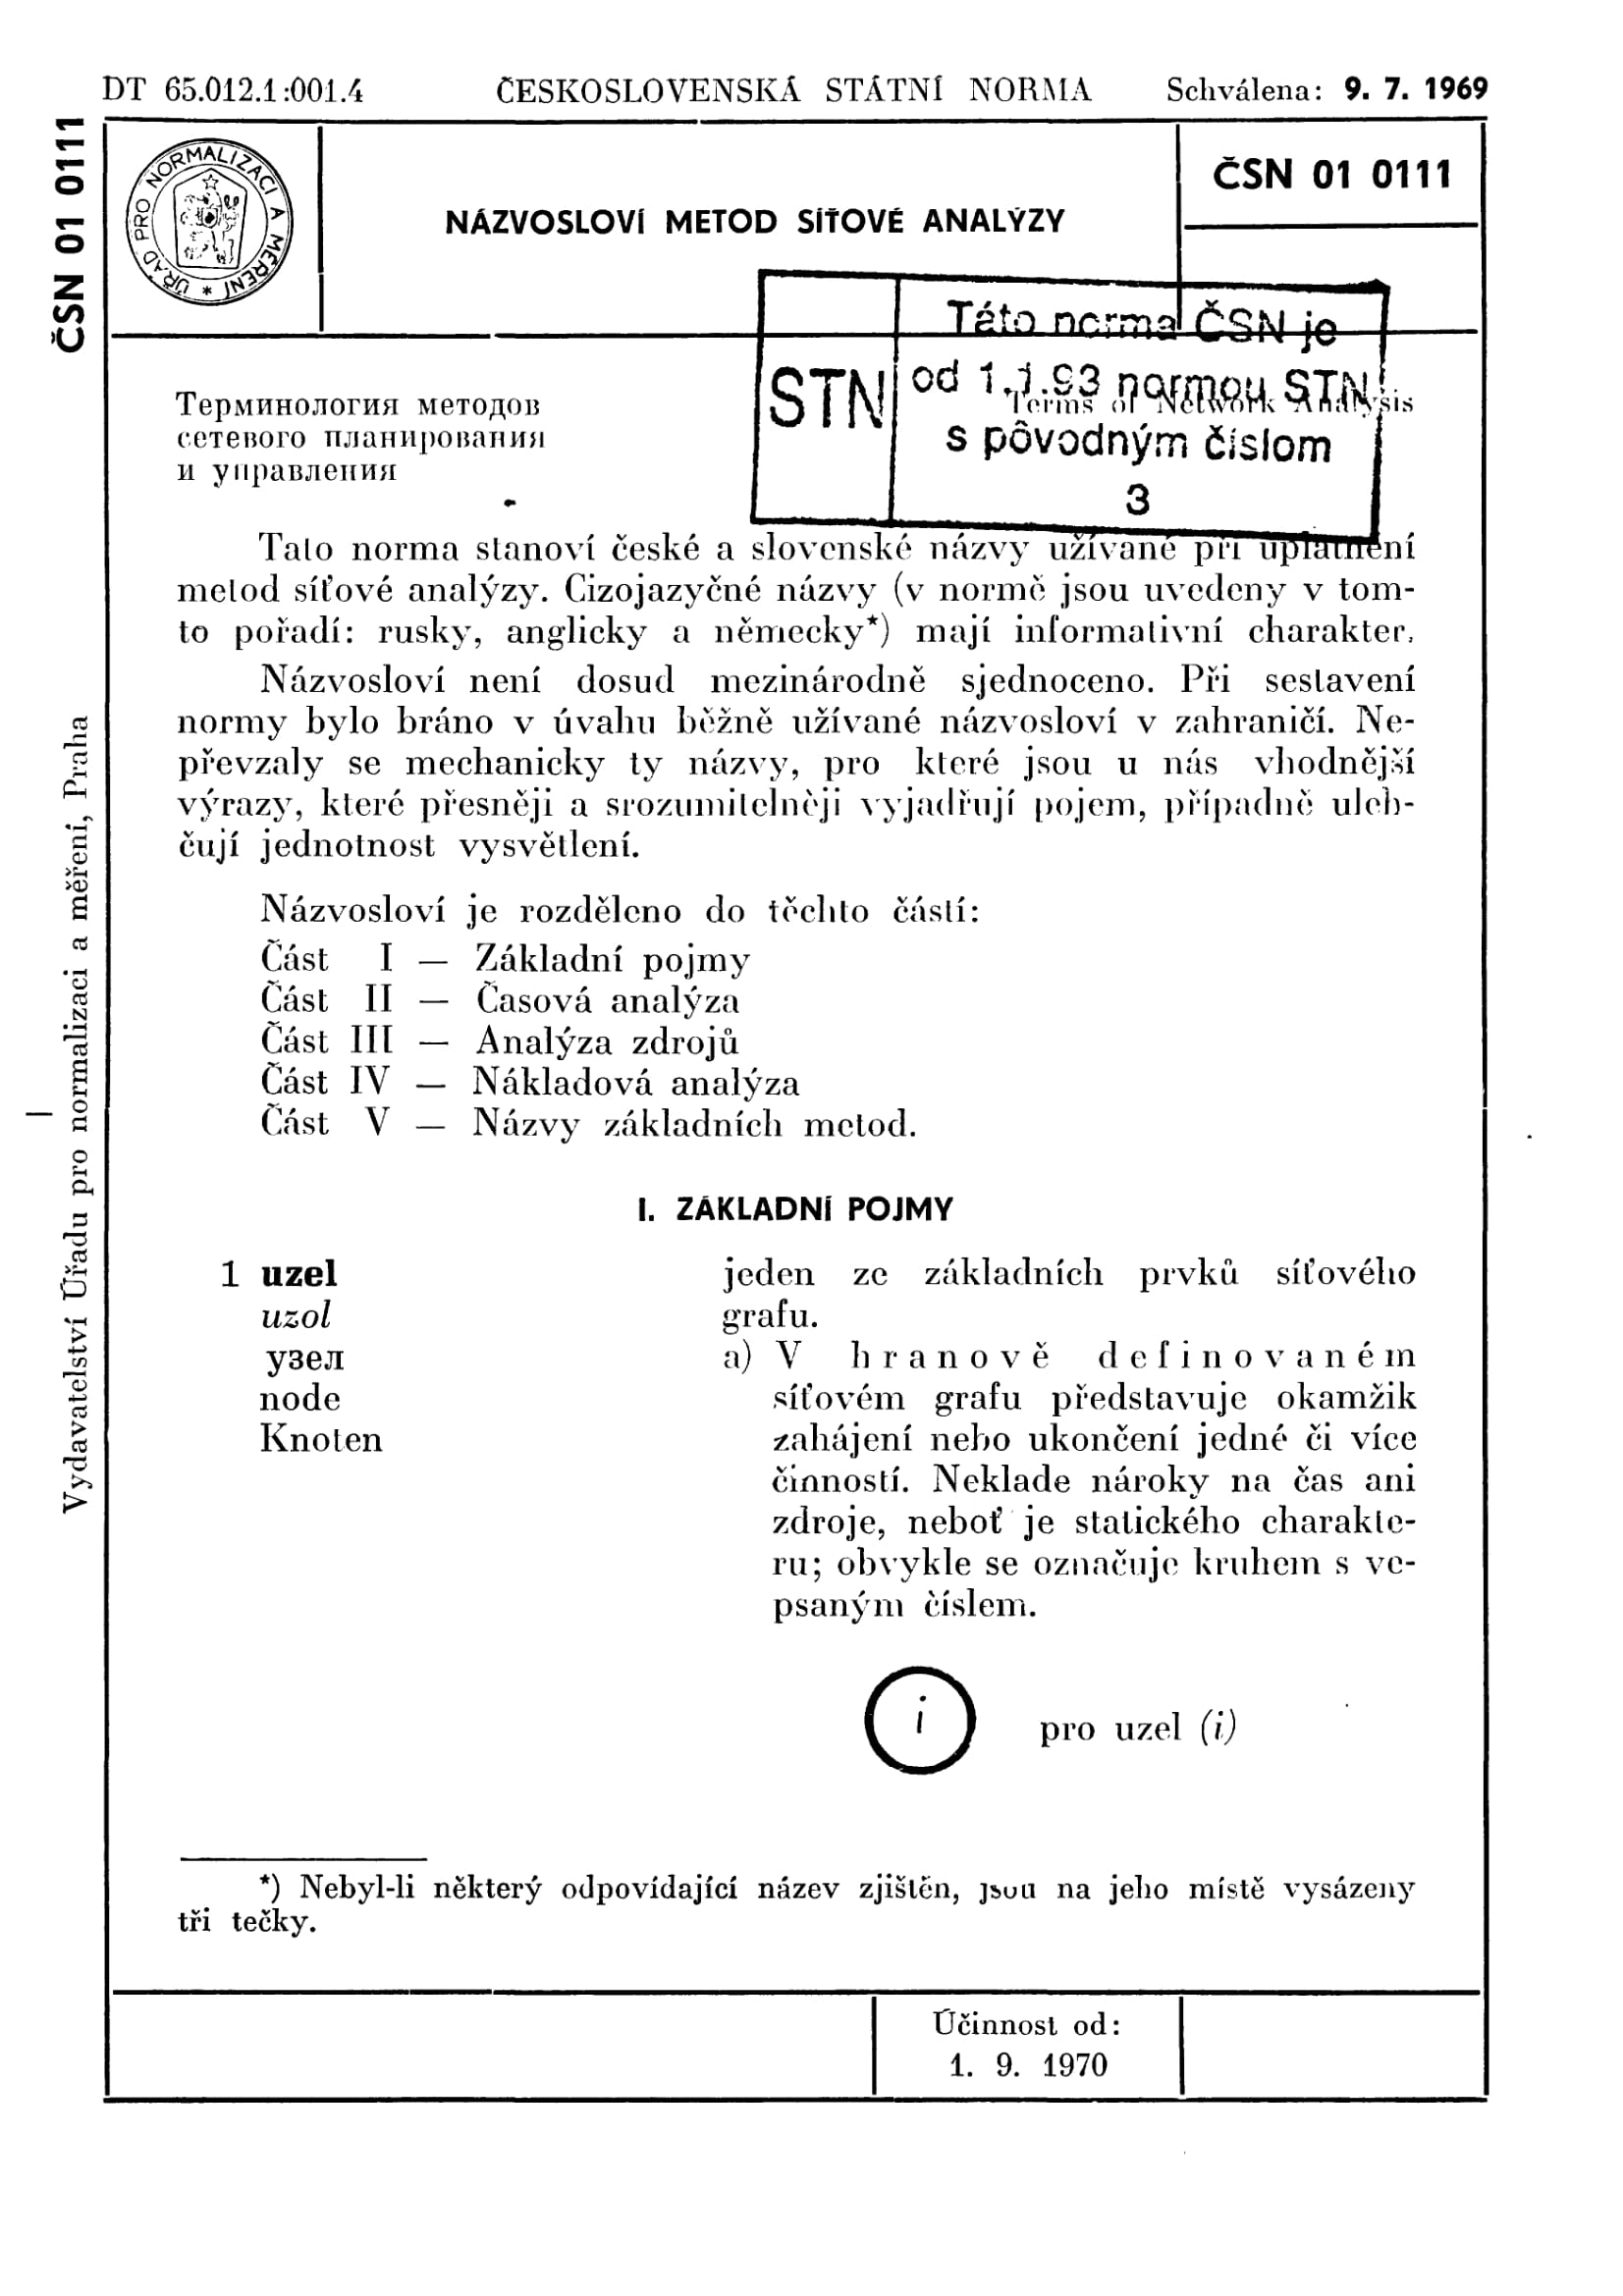 DT 65.012.1:001.4 ČESKOSLOVENSKÁ STÁTNÍ NORMA Schválena: 9. 7. 1969
ČSN 01 0111
ÚŘAD PRO NORMALIZACI A MĚŘENÍ *
NÁZVOSLOVÍ METOD SÍŤOVÉ ANALÝZY
ČSN 01 0111
STN
Táto norma ČSN je
od 1.1.93 normou STN
s pôvodným číslom
3
Терминология методов
сетевого планирования
и управления
Terms of Network Analysis
Tato norma stanoví české a slovenské názvy užívané při uplatnění
metod síťové analýzy. Cizojazyčné názvy (v normě jsou uvedeny v tom-
to pořadí: rusky, anglicky a německy*) mají informativní charakter.
Názvosloví není dosud mezinárodně sjednoceno. Při sestavení
normy bylo bráno v úvahu běžně užívané názvosloví v zahraničí. Ne-
převzaly se mechanicky ty názvy, pro které jsou u nás vhodnější
výrazy, které přesněji a srozumitelněji vyjadřují pojem, případně uleh-
čují jednotnost vysvětlení.
Názvosloví je rozděleno do těchto částí:
Část I — Základní pojmy
Část II — Časová analýza
Část III — Analýza zdrojů
Část IV — Nákladová analýza
Část V — Názvy základních metod.
I. ZÁKLADNÍ POJMY
1 uzel
uzol
узел
node
Knoten
jeden ze základních prvků síťového
grafu.
a) V hranově definovaném
síťovém grafu představuje okamžik
zahájení nebo ukončení jedné či více
činností. Neklade nároky na čas ani
zdroje, neboť je statického charakte-
ru; obvykle se označuje kruhem s ve-
psaným číslem.
i pro uzel (i)
*) Nebyl-li některý odpovídající název zjištěn, jsou na jeho místě vysázeny
tři tečky.
Účinnost od:
1. 9. 1970
Vydavatelství Úřadu pro normalizaci a měření, Praha